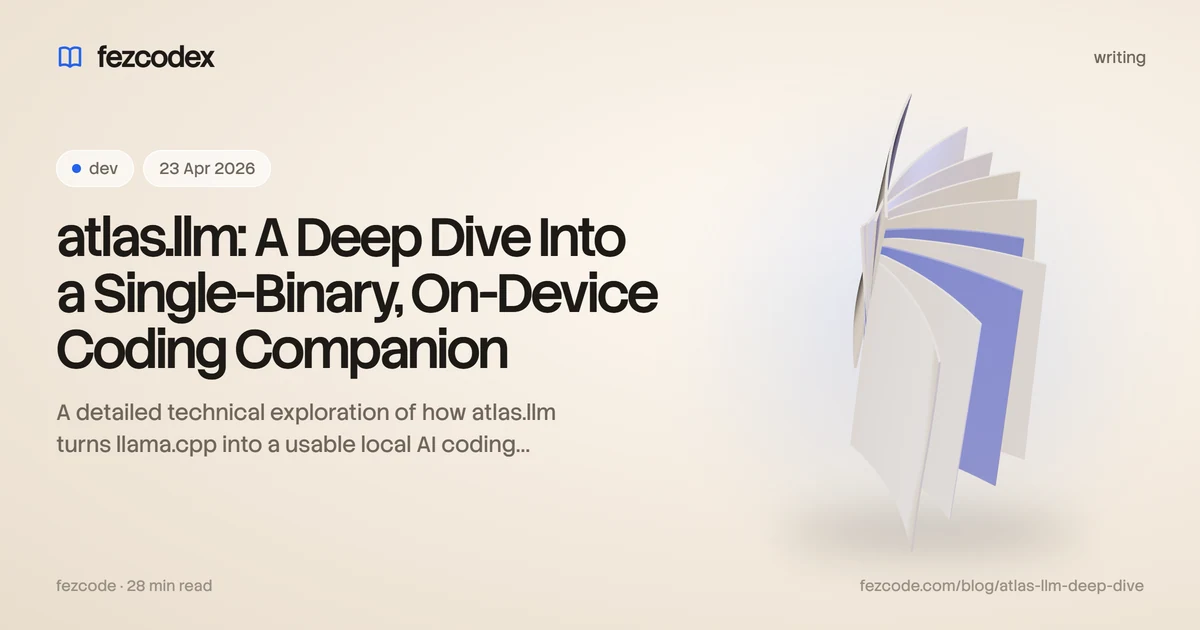 fezcodex
writing
dev
23 Apr 2026
atlas.llm: A Deep Dive Into
a Single-Binary, On-Device
Coding Companion
A detailed technical exploration of how atlas.llm
turns llama.cpp into a usable local AI coding...
fezcode · 28 min read
fezcode.com/blog/atlas-llm-deep-dive